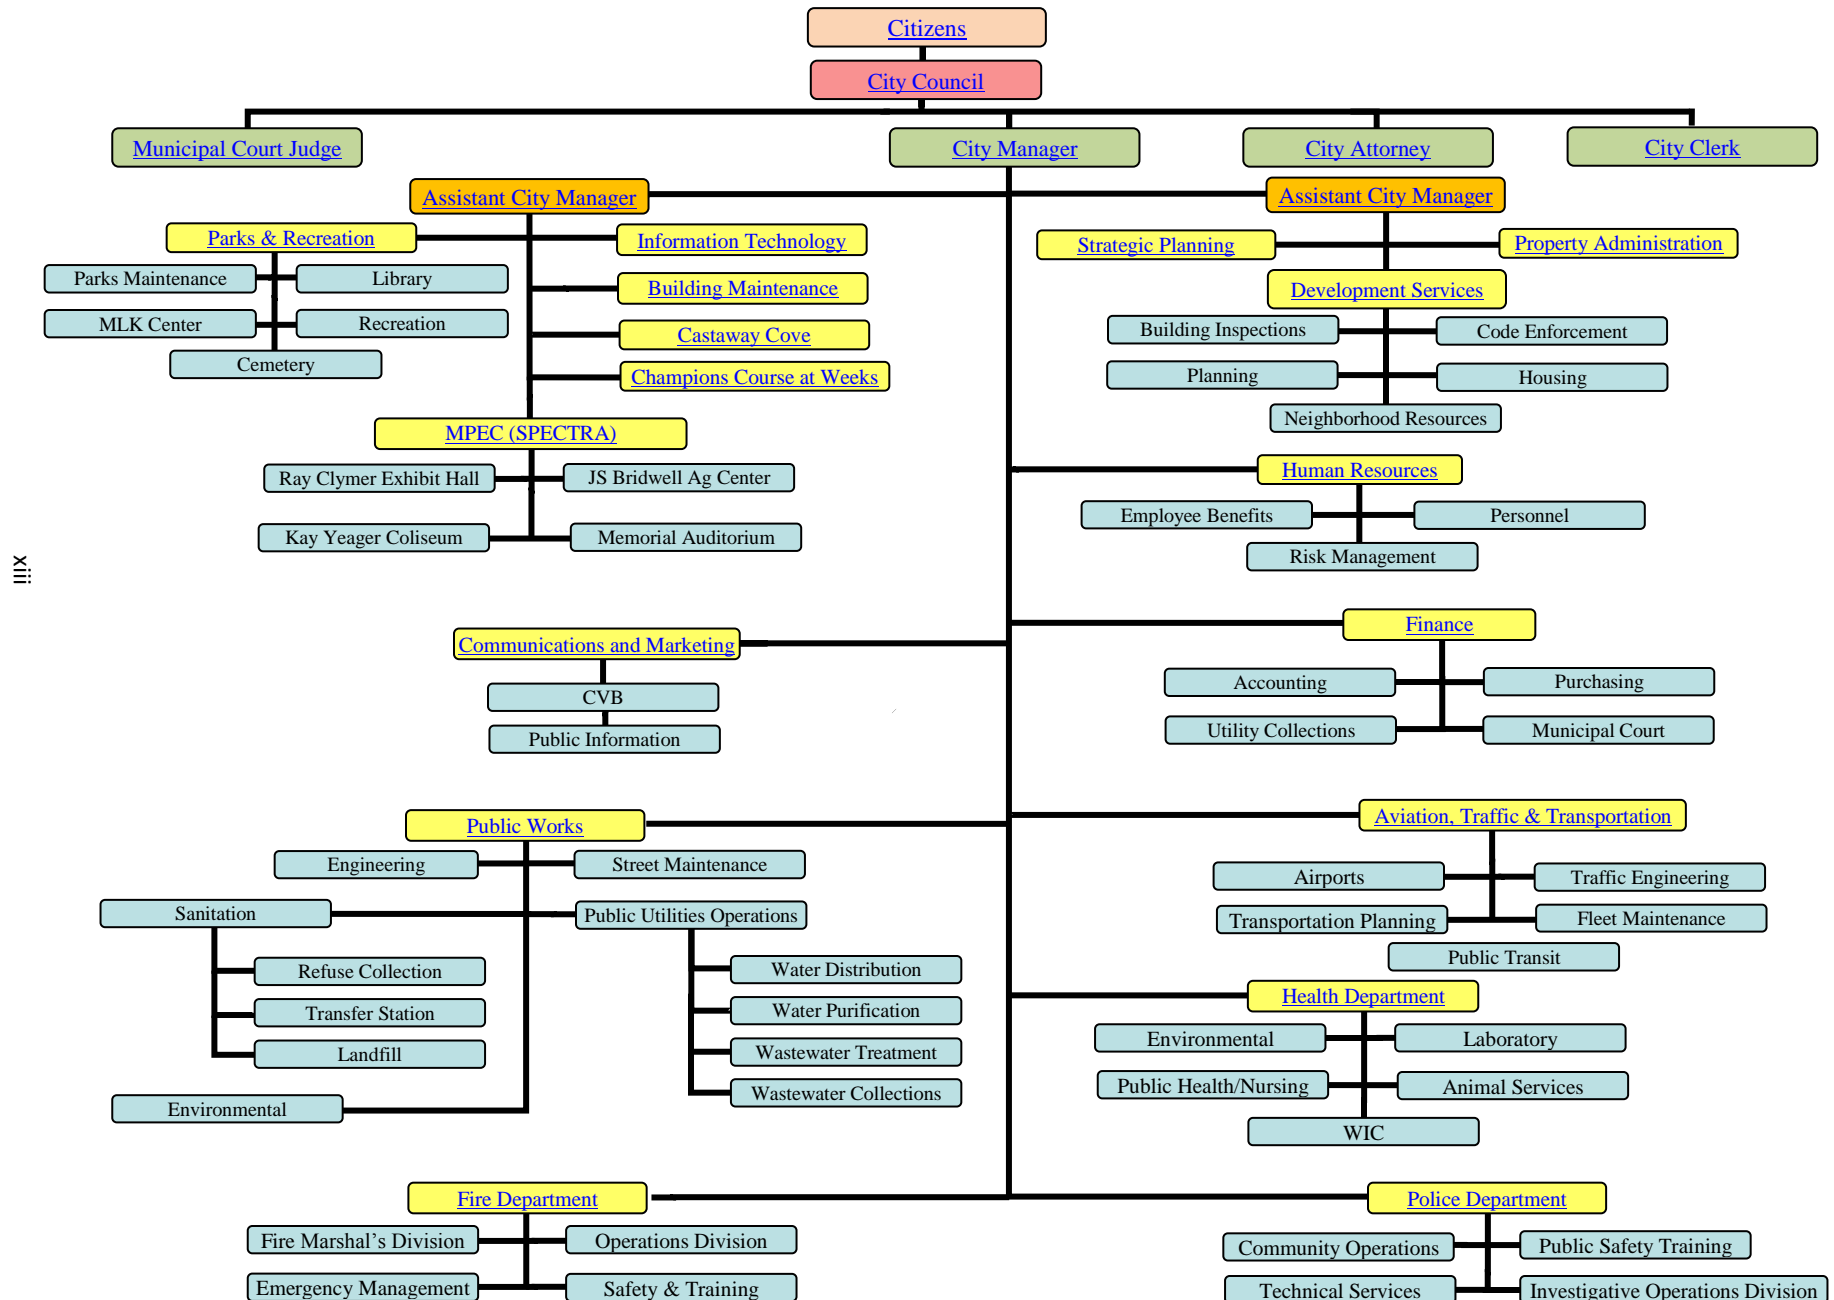 Citizens
City Council
Municipal Court Judge
City Manager
City Attorney
City Clerk
Assistant City Manager
Assistant City Manager
Parks & Recreation
Information Technology
Strategic Planning
Property Administration
Parks Maintenance
Library
Building Maintenance
Development Services
MLK Center
Recreation
Castaway Cove
Building Inspections
Code Enforcement
Cemetery
Champions Course at Weeks
Planning
Housing
MPEC (SPECTRA)
Neighborhood Resources
Ray Clymer Exhibit Hall
JS Bridwell Ag Center
Human Resources
Kay Yeager Coliseum
Memorial Auditorium
Employee Benefits
Personnel
Risk Management
xiii
Communications and Marketing
Finance
CVB
Accounting
Purchasing
Public Information
Utility Collections
Municipal Court
Public Works
Aviation, Traffic & Transportation
Engineering
Street Maintenance
Airports
Traffic Engineering
Sanitation
Public Utilities Operations
Transportation Planning
Fleet Maintenance
Public Transit
Refuse Collection
Water Distribution
Health Department
Transfer Station
Water Purification
Environmental
Laboratory
Landfill
Wastewater Treatment
Public Health/Nursing
Animal Services
Wastewater Collections
Environmental
WIC
Fire Department
Police Department
Fire Marshal’s Division
Operations Division
Community Operations
Public Safety Training
Emergency Management
Safety & Training
Technical Services
Investigative Operations Division